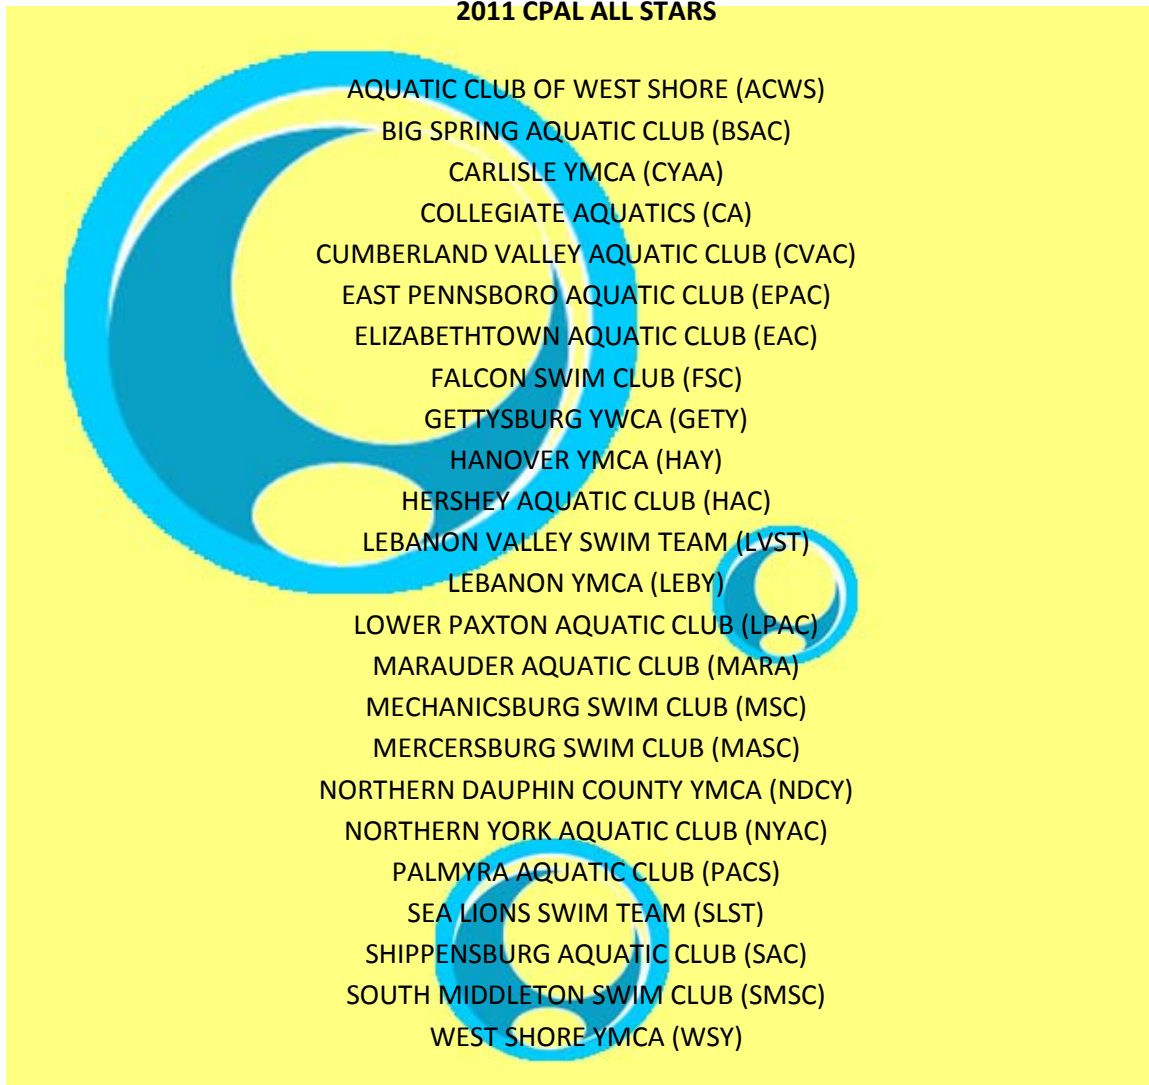 2011 CPAL ALL STARS
AQUATIC CLUB OF WEST SHORE (ACWS)
BIG SPRING AQUATIC CLUB (BSAC)
CARLISLE YMCA (CYAA)
COLLEGIATE AQUATICS (CA)
CUMBERLAND VALLEY AQUATIC CLUB (CVAC)
EAST PENNSBORO AQUATIC CLUB (EPAC)
ELIZABETHTOWN AQUATIC CLUB (EAC)
FALCON SWIM CLUB (FSC)
GETTYSBURG YWCA (GETY)
HANOVER YMCA (HAY)
HERSHEY AQUATIC CLUB (HAC)
LEBANON VALLEY SWIM TEAM (LVST)
LEBANON YMCA (LEBY)
LOWER PAXTON AQUATIC CLUB (LPAC)
MARAUDER AQUATIC CLUB (MARA)
MECHANICSBURG SWIM CLUB (MSC)
MERCERSBURG SWIM CLUB (MASC)
NORTHERN DAUPHIN COUNTY YMCA (NDCY)
NORTHERN YORK AQUATIC CLUB (NYAC)
PALMYRA AQUATIC CLUB (PACS)
SEA LIONS SWIM TEAM (SLST)
SHIPPENSBURG AQUATIC CLUB (SAC)
SOUTH MIDDLETON SWIM CLUB (SMSC)
WEST SHORE YMCA (WSY)